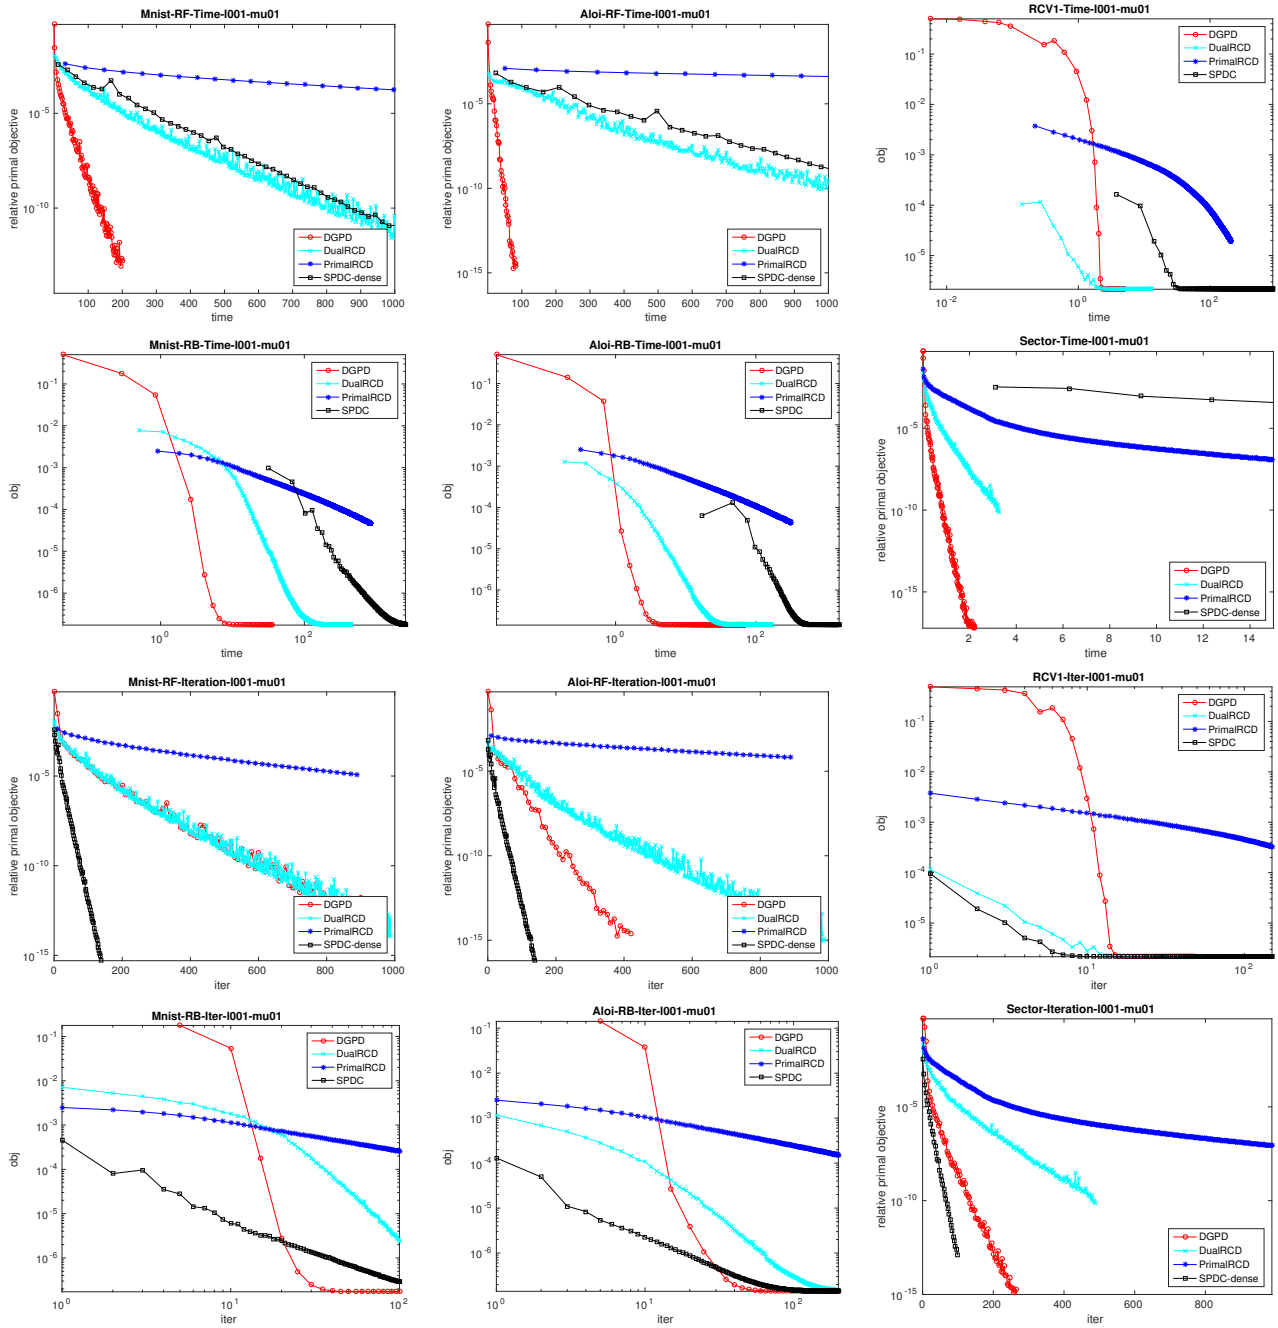 Mnist-RF-Time-l001-mu01
relative primal objective
10^-5
10^-10
100 200 300 400 500 600 700 800 900 1000
time
DGPD
DualRCD
PrimalRCD
SPDC-dense
Aloi-RF-Time-l001-mu01
relative primal objective
10^-5
10^-10
10^-15
100 200 300 400 500 600 700 800 900 1000
time
DGPD
DualRCD
PrimalRCD
SPDC-dense
RCV1-Time-l001-mu01
obj
10^-1
10^-2
10^-3
10^-4
10^-5
10^-2 10^0 10^2
time
DGPD
DualRCD
PrimalRCD
SPDC
Mnist-RB-Time-l001-mu01
obj
10^-1
10^-2
10^-3
10^-4
10^-5
10^-6
10^0 10^2
time
DGPD
DualRCD
PrimalRCD
SPDC
Aloi-RB-Time-l001-mu01
obj
10^-1
10^-2
10^-3
10^-4
10^-5
10^-6
10^0 10^2
time
DGPD
DualRCD
PrimalRCD
SPDC
Sector-Time-l001-mu01
relative primal objective
10^-5
10^-10
10^-15
2 4 6 8 10 12 14
time
DGPD
DualRCD
PrimalRCD
SPDC-dense
Mnist-RF-Iteration-l001-mu01
relative primal objective
10^-5
10^-10
10^-15
0 200 400 600 800 1000
iter
DGPD
DualRCD
PrimalRCD
SPDC-dense
Aloi-RF-Iteration-l001-mu01
relative primal objective
10^-5
10^-10
10^-15
0 200 400 600 800 1000
iter
DGPD
DualRCD
PrimalRCD
SPDC-dense
RCV1-Iter-l001-mu01
obj
10^-1
10^-2
10^-3
10^-4
10^-5
10^0 10^1 10^2
iter
DGPD
DualRCD
PrimalRCD
SPDC
Mnist-RB-Iter-l001-mu01
obj
10^-1
10^-2
10^-3
10^-4
10^-5
10^-6
10^0 10^1 10^2
iter
DGPD
DualRCD
PrimalRCD
SPDC
Aloi-RB-Iter-l001-mu01
obj
10^-1
10^-2
10^-3
10^-4
10^-5
10^-6
10^0 10^1 10^2
iter
DGPD
DualRCD
PrimalRCD
SPDC
Sector-Iteration-l001-mu01
relative primal objective
10^-5
10^-10
10^-15
0 200 400 600 800
iter
DGPD
DualRCD
PrimalRCD
SPDC-dense